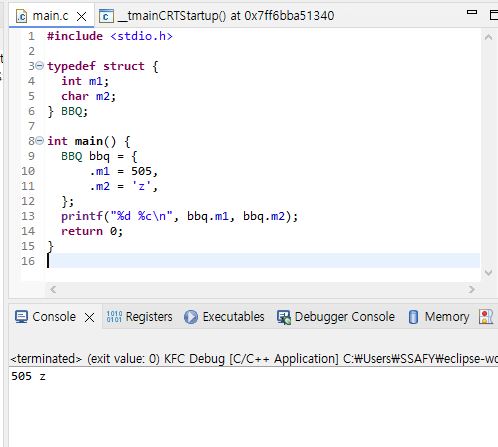 main.c __tmainCRTStartup() at 0x7ff6bba51340
1 #include <stdio.h>
2
3 typedef struct {
4 int m1;
5 char m2;
6 } BBQ;
7
8 int main() {
9 BBQ bbq = {
10 .m1 = 505,
11 .m2 = 'z',
12 };
13 printf("%d %c\n", bbq.m1, bbq.m2);
14 return 0;
15 }
16
Console Registers Executables Debugger Console Memory
<terminated> (exit value: 0) KFC Debug [C/C++ Application] C:₩Users₩SSAFY₩eclipse-wo
505 z